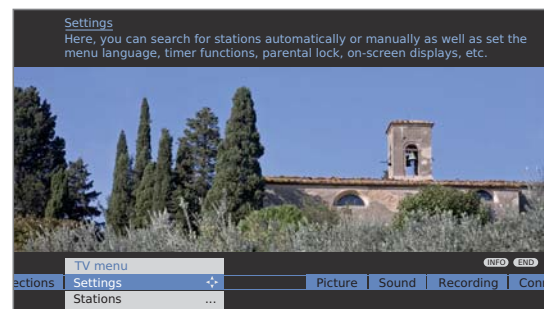 Settings
Here, you can search for stations automatically or manually as well as set the
menu language, timer functions, parental lock, on-screen displays, etc.
TV menu
INFO END
ections Settings Picture Sound Recording Conn
Stations ...